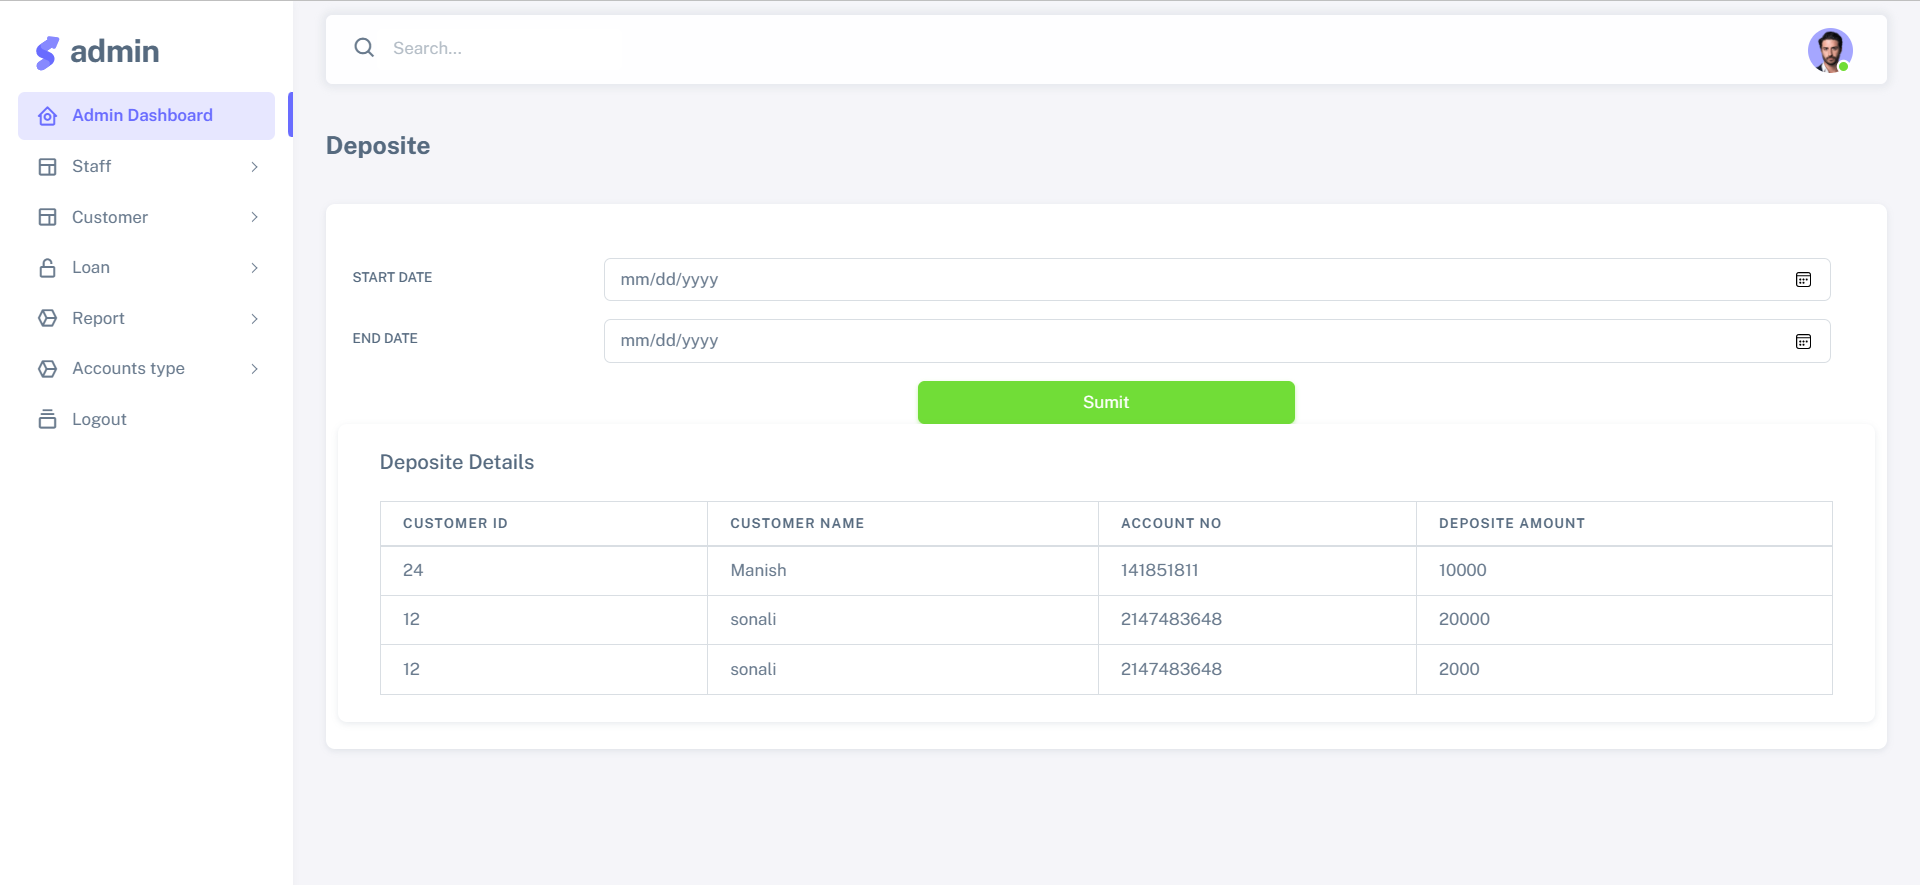 admin
Search...
Admin Dashboard
Staff
Customer
Loan
Report
Accounts type
Logout
Deposite
START DATE mm/dd/yyyy
END DATE mm/dd/yyyy
Sumit
Deposite Details
CUSTOMER ID CUSTOMER NAME ACCOUNT NO DEPOSITE AMOUNT
24 Manish 141851811 10000
12 sonali 2147483648 20000
12 sonali 2147483648 2000